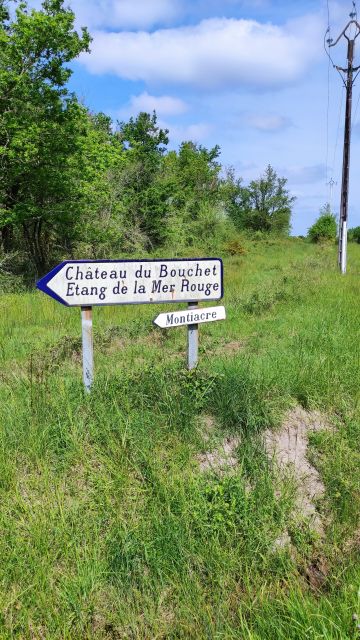 Château du Bouchet
Etang de la Mer Rouge
Montiacre